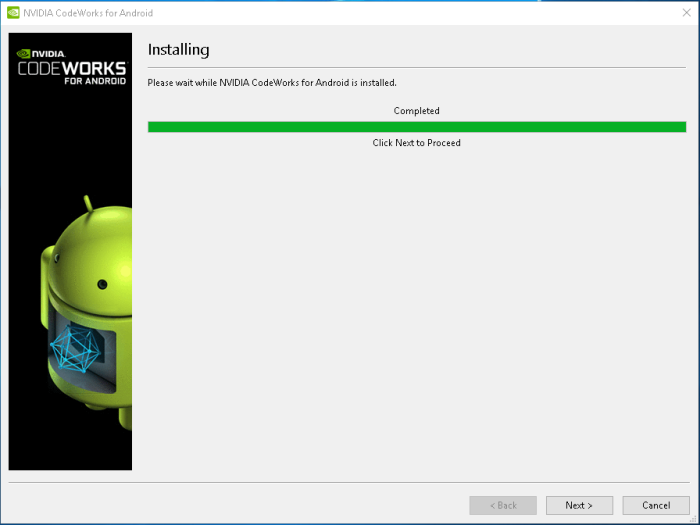 NVIDIA CodeWorks for Android
NVIDIA.
CODEWORKS
FOR ANDROID
Installing
Please wait while NVIDIA CodeWorks for Android is installed.
Completed
Click Next to Proceed
< Back
Next >
Cancel